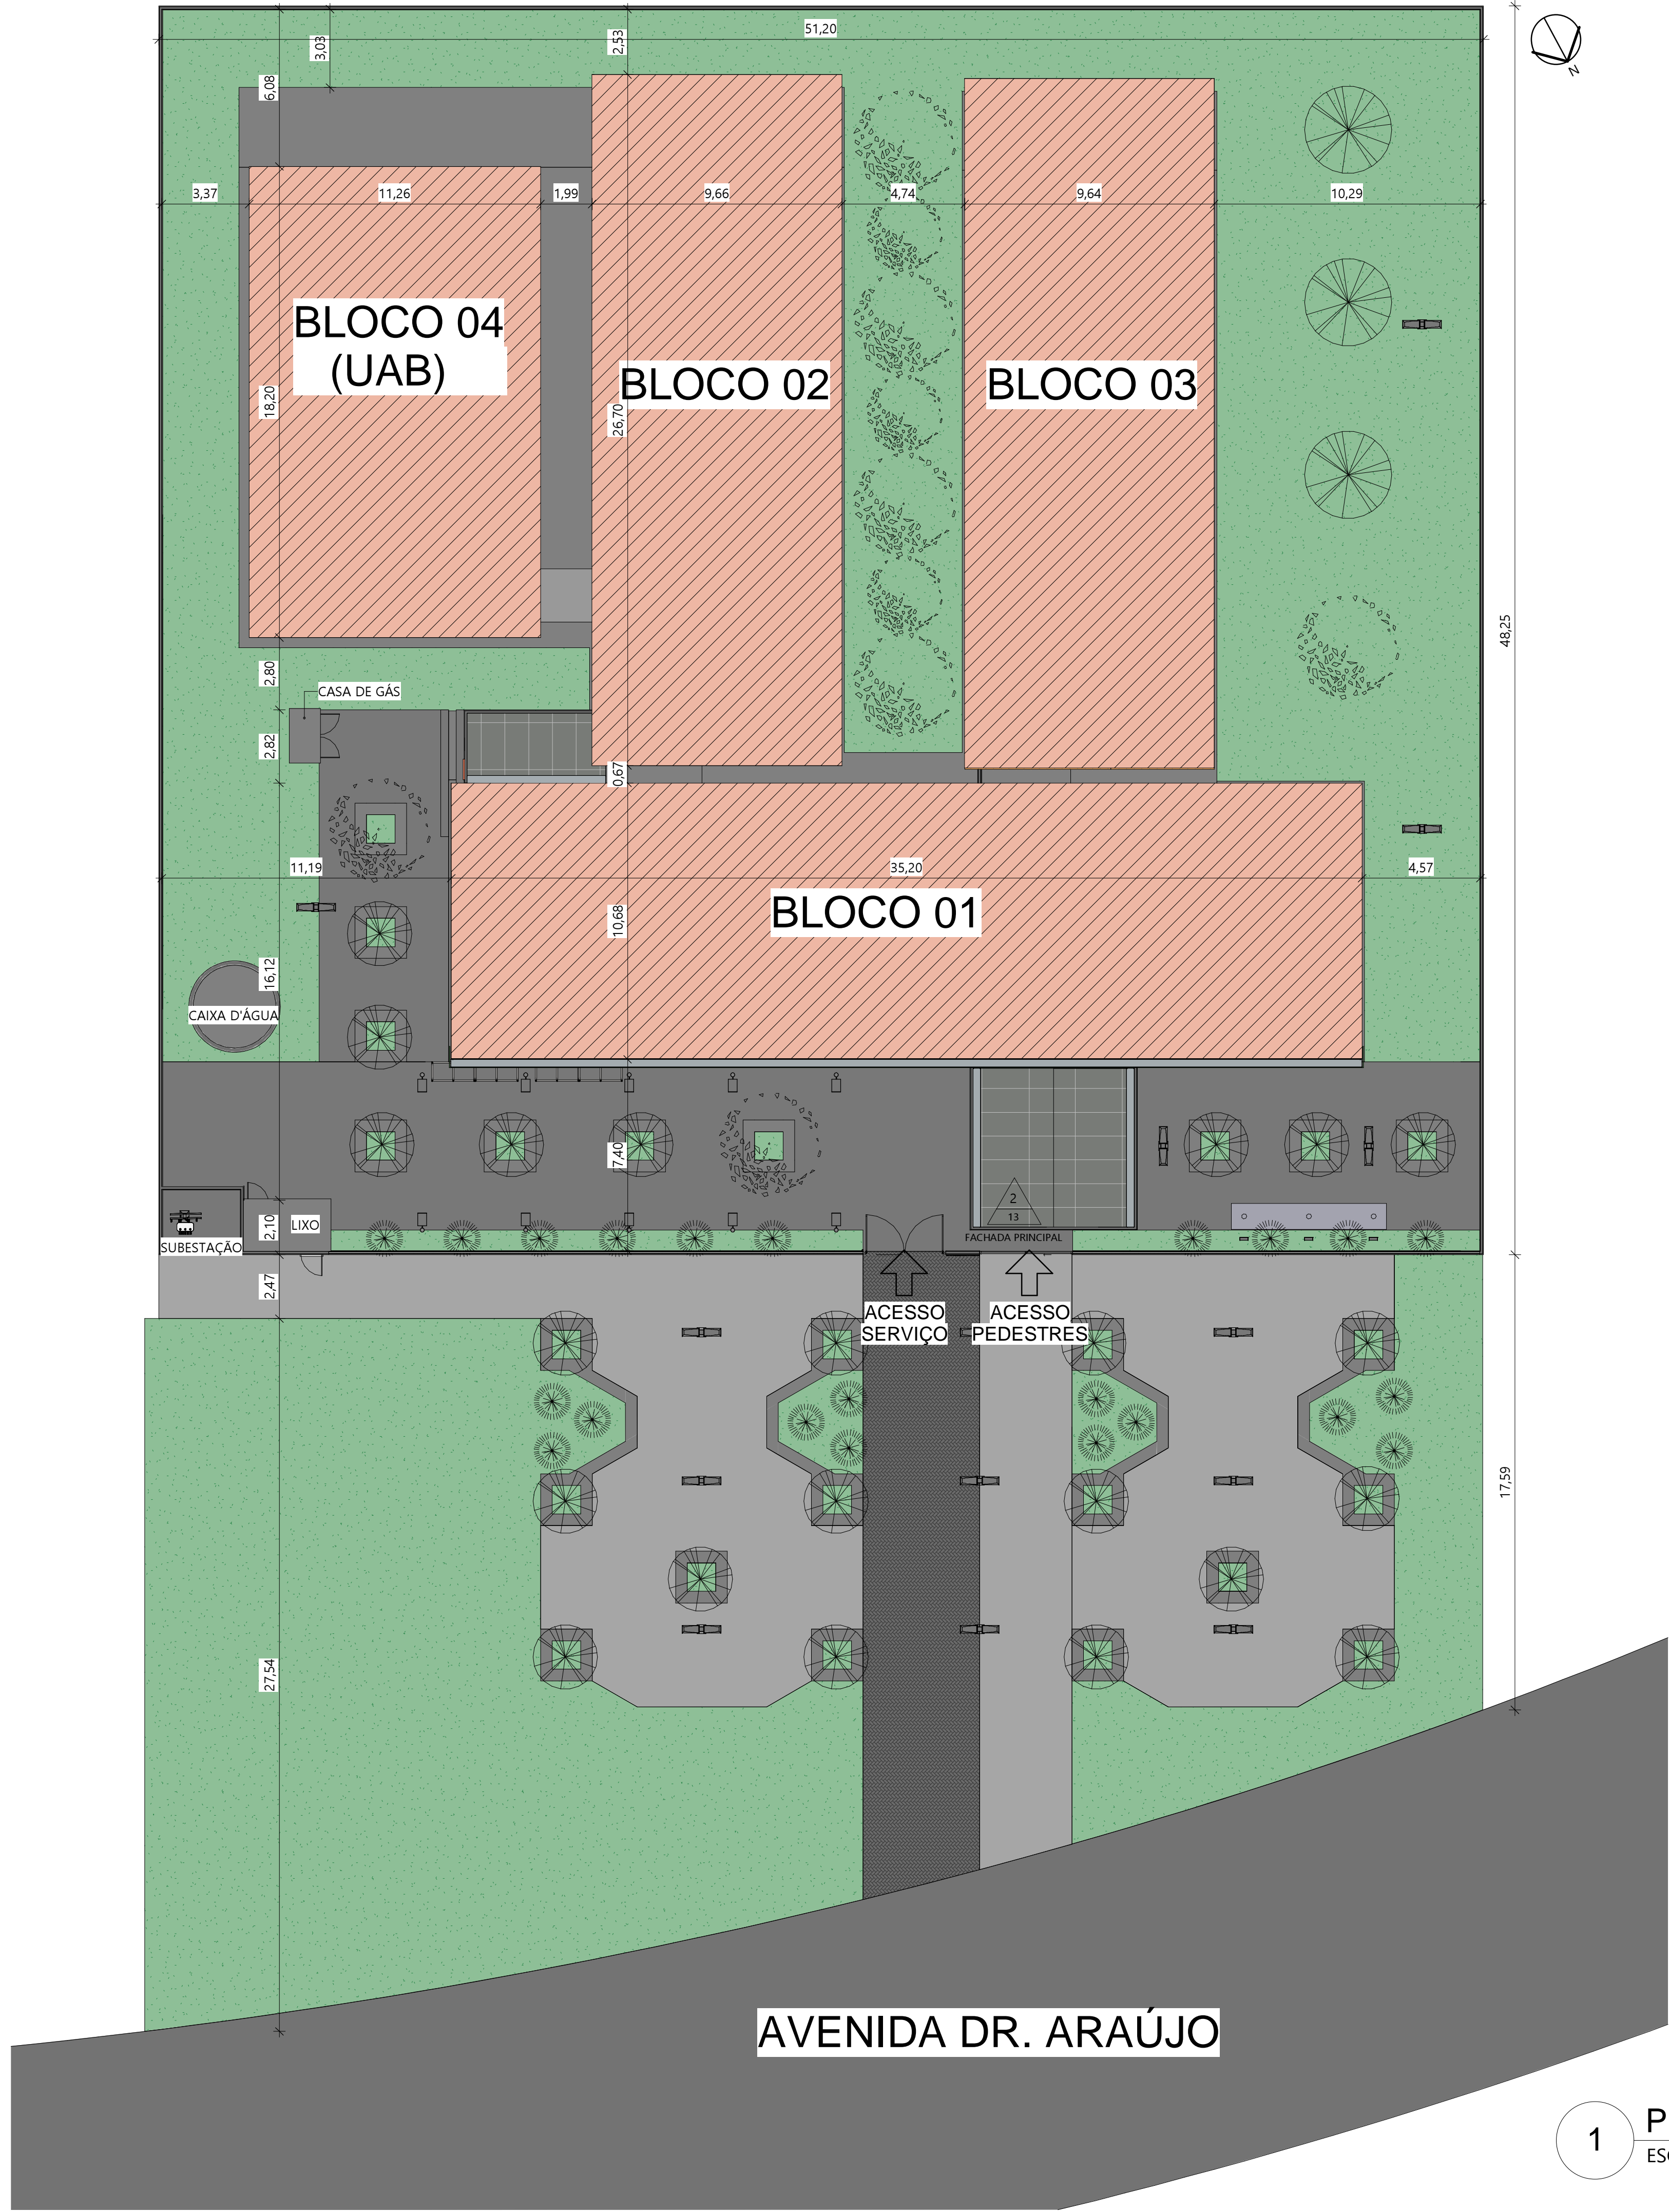 51,20
3,03
2,53
6,08
N
3,37
11,26
1,99
9,66
4,74
9,64
10,29
BLOCO 04
(UAB)
BLOCO 02
BLOCO 03
18,20
26,70
48,25
2,80
CASA DE GÁS
2,82
0,67
11,19
35,20
4,57
BLOCO 01
10,68
16,12
CAIXA D'ÁGUA
7,40
2
13
2,10
LIXO
SUBESTAÇÃO
FACHADA PRINCIPAL
2,47
ACESSO
SERVIÇO
ACESSO
PEDESTRES
17,59
27,54
AVENIDA DR. ARAÚJO
1
P